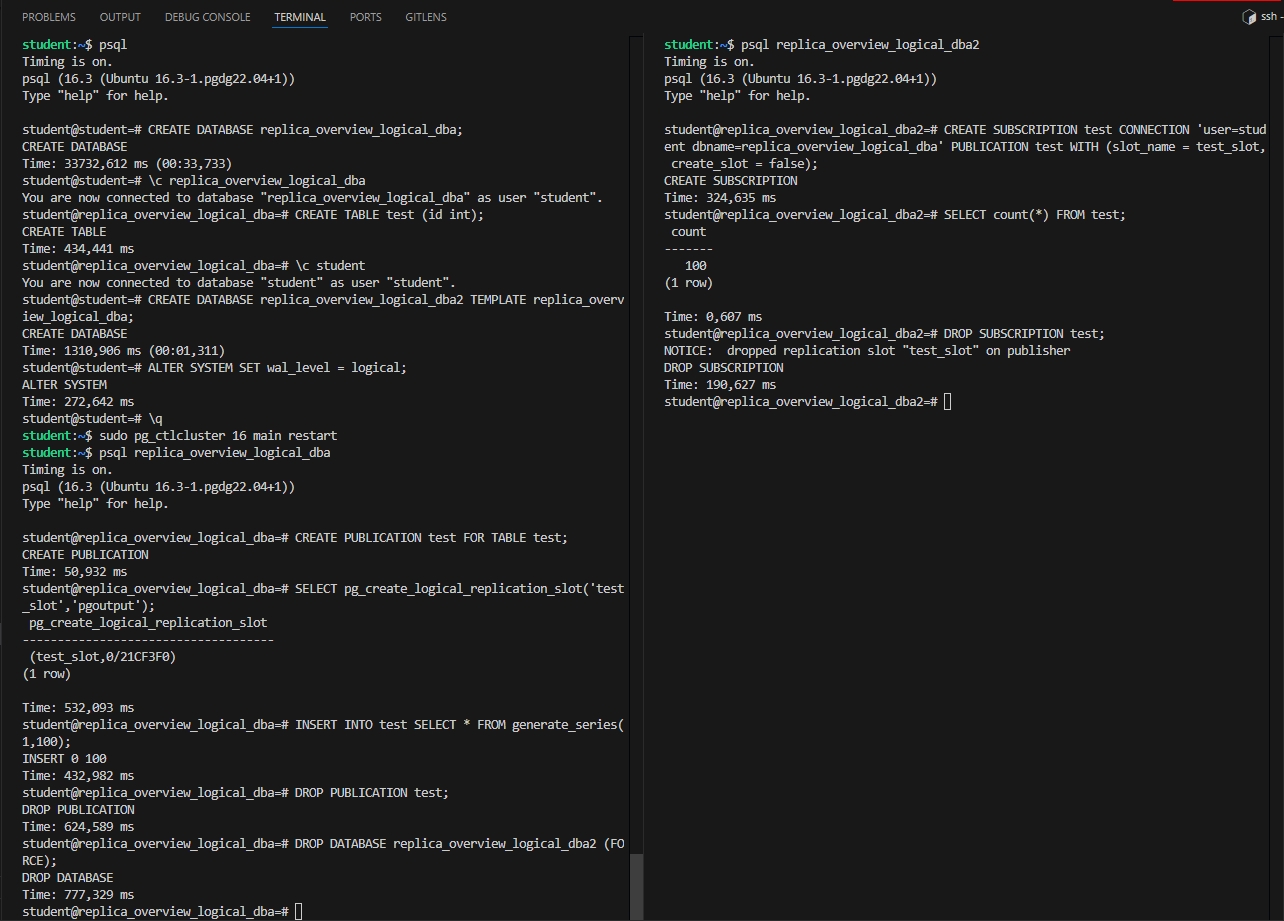 PROBLEMS OUTPUT DEBUG CONSOLE TERMINAL PORTS GITLENS
ssh -
student:~$ psql
Timing is on.
psql (16.3 (Ubuntu 16.3-1.pgdg22.04+1))
Type "help" for help.

student@student=# CREATE DATABASE replica_overview_logical_dba;
CREATE DATABASE
Time: 33732,612 ms (00:33,733)
student@student=# \c replica_overview_logical_dba
You are now connected to database "replica_overview_logical_dba" as user "student".
student@replica_overview_logical_dba=# CREATE TABLE test (id int);
CREATE TABLE
Time: 434,441 ms
student@replica_overview_logical_dba=# \c student
You are now connected to database "student" as user "student".
student@student=# CREATE DATABASE replica_overview_logical_dba2 TEMPLATE replica_overv
iew_logical_dba;
CREATE DATABASE
Time: 1310,906 ms (00:01,311)
student@student=# ALTER SYSTEM SET wal_level = logical;
ALTER SYSTEM
Time: 272,642 ms
student@student=# \q
student:~$ sudo pg_ctlcluster 16 main restart
student:~$ psql replica_overview_logical_dba
Timing is on.
psql (16.3 (Ubuntu 16.3-1.pgdg22.04+1))
Type "help" for help.

student@replica_overview_logical_dba=# CREATE PUBLICATION test FOR TABLE test;
CREATE PUBLICATION
Time: 50,932 ms
student@replica_overview_logical_dba=# SELECT pg_create_logical_replication_slot('test
_slot','pgoutput');
 pg_create_logical_replication_slot
------------------------------------
 (test_slot,0/21CF3F0)
(1 row)

Time: 532,093 ms
student@replica_overview_logical_dba=# INSERT INTO test SELECT * FROM generate_series(
1,100);
INSERT 0 100
Time: 432,982 ms
student@replica_overview_logical_dba=# DROP PUBLICATION test;
DROP PUBLICATION
Time: 624,589 ms
student@replica_overview_logical_dba=# DROP DATABASE replica_overview_logical_dba2 (FO
RCE);
DROP DATABASE
Time: 777,329 ms
student@replica_overview_logical_dba=#
student:~$ psql replica_overview_logical_dba2
Timing is on.
psql (16.3 (Ubuntu 16.3-1.pgdg22.04+1))
Type "help" for help.

student@replica_overview_logical_dba2=# CREATE SUBSCRIPTION test CONNECTION 'user=stud
ent dbname=replica_overview_logical_dba' PUBLICATION test WITH (slot_name = test_slot,
 create_slot = false);
CREATE SUBSCRIPTION
Time: 324,635 ms
student@replica_overview_logical_dba2=# SELECT count(*) FROM test;
 count
-------
   100
(1 row)

Time: 0,607 ms
student@replica_overview_logical_dba2=# DROP SUBSCRIPTION test;
NOTICE:  dropped replication slot "test_slot" on publisher
DROP SUBSCRIPTION
Time: 190,627 ms
student@replica_overview_logical_dba2=#